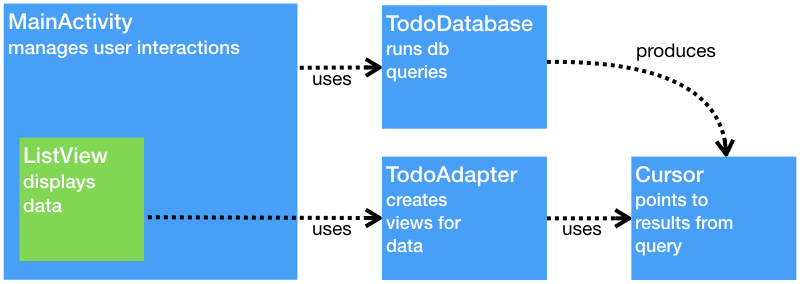 MainActivity
manages user interactions
ListView
displays
data
uses
uses
TodoDatabase
runs db
queries
TodoAdapter
creates
views for
data
produces
uses
Cursor
points to
results from
query